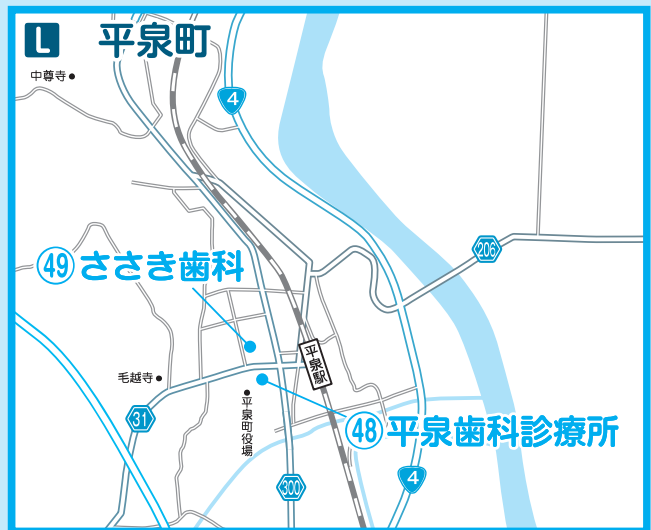 L 平泉町
中尊寺
4
206
㊾ ささき歯科
平泉駅
毛越寺
31
平泉町役場
㊽ 平泉歯科診療所
300
4